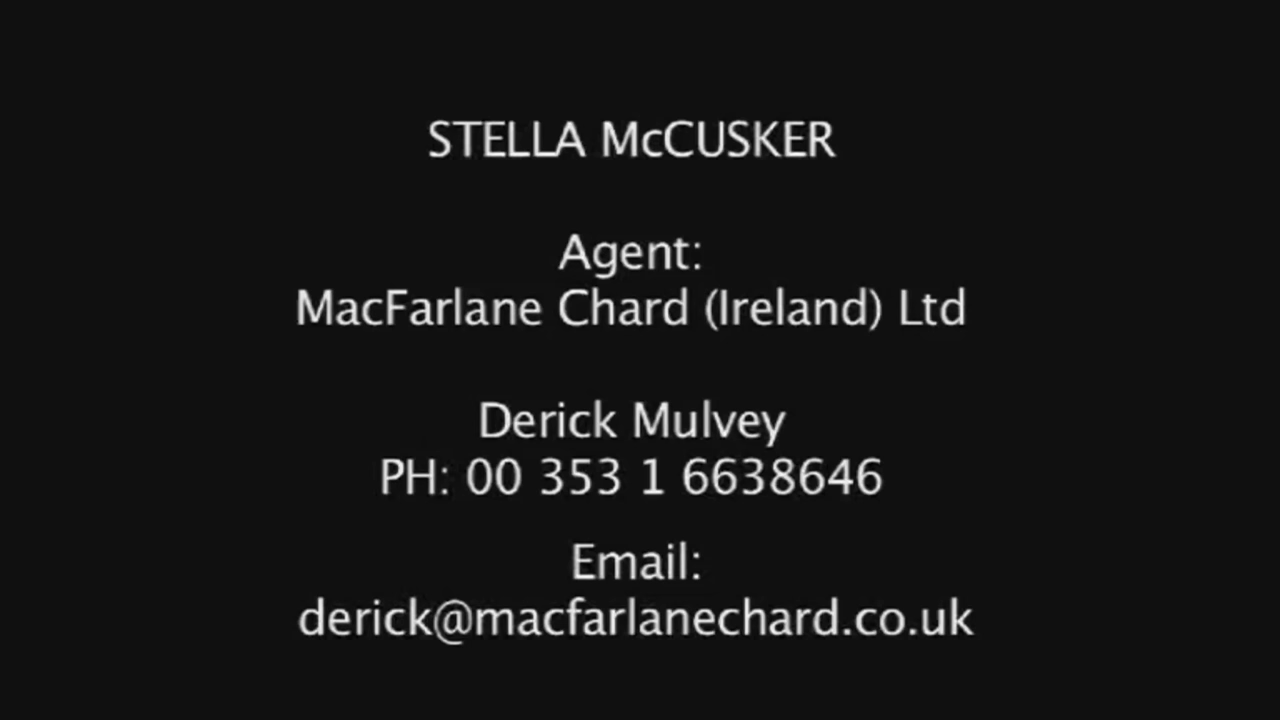 STELLA McCUSKER
Agent:
MacFarlane Chard (Ireland) Ltd
Derick Mulvey
PH: 00 353 1 6638646
Email:
derick@macfarlanechard.co.uk